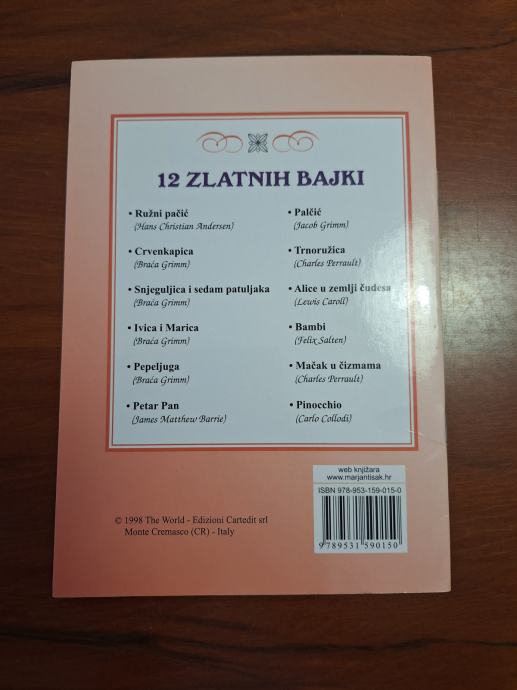 12 ZLATNIH BAJKI
• Ružni pačić
(Hans Christian Andersen)
• Crvenkapica
(Braća Grimm)
• Snjeguljica i sedam patuljaka
(Braća Grimm)
• Ivica i Marica
(Braća Grimm)
• Pepeljuga
(Braća Grimm)
• Petar Pan
(James Matthew Barrie)
• Palčić
(Jacob Grimm)
• Trnoružica
(Charles Perrault)
• Alice u zemlji čudesa
(Lewis Caroll)
• Bambi
(Felix Salten)
• Mačak u čizmama
(Charles Perrault)
• Pinocchio
(Carlo Collodi)
© 1998 The World - Edizioni Cartedit srl
Monte Cremasco (CR) - Italy
web knjižara
www.marjantisak.hr
ISBN 978-953-159-015-0
9789531590150